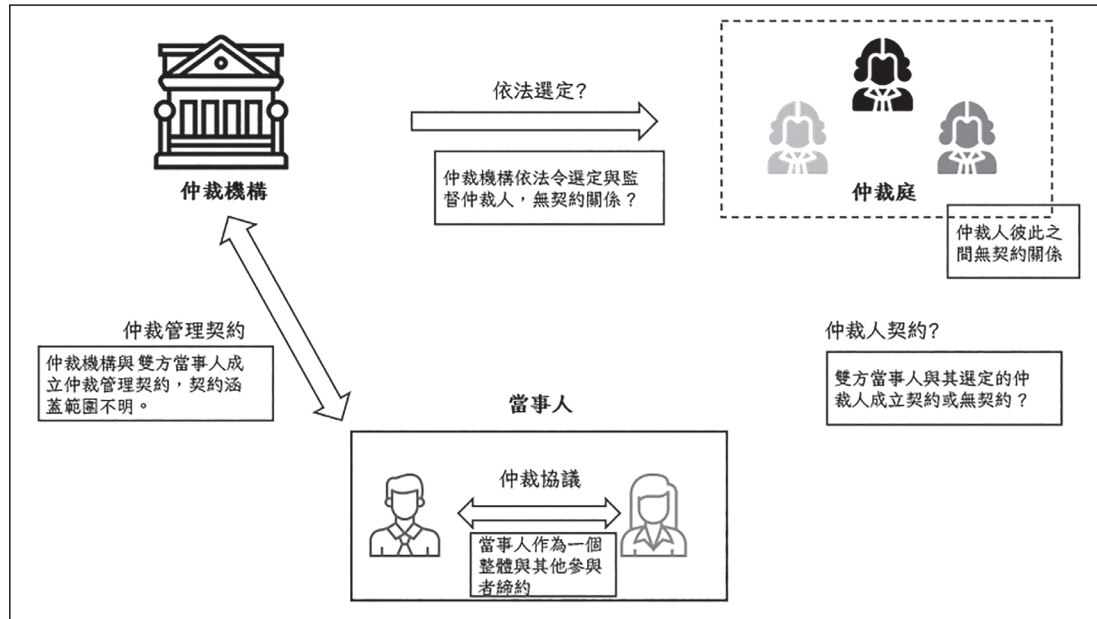 依法選定?
仲裁機構依法令選定與監
督仲裁人，無契約關係？
仲裁機構
仲裁庭
仲裁人彼此之
間無契約關係
仲裁管理契約
仲裁機構與 雙方當事人成
立仲裁管理契約，契約涵
蓋範圍不明。
仲裁人契約?
雙方當事人與其選定的仲
裁人成立契約或無契約？
當事人
仲裁協議
當事人作為一個
整體與其他參與
者締約